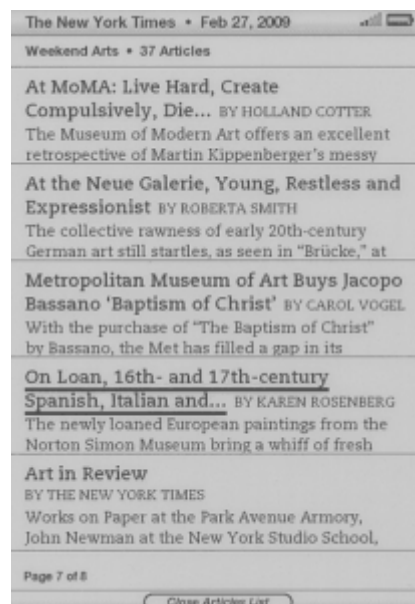 The New York Times • Feb 27, 2009
Weekend Arts • 37 Articles
At MoMA: Live Hard, Create
Compulsively, Die... BY HOLLAND COTTER
The Museum of Modern Art offers an excellent
retrospective of Martin Kippenberger's messy
At the Neue Galerie, Young, Restless and
Expressionist BY ROBERTA SMITH
The collective rawness of early 20th-century
German art still startles, as seen in “Brücke,” at
Metropolitan Museum of Art Buys Jacopo
Bassano ‘Baptism of Christ’ BY CAROL VOGEL
With the purchase of “The Baptism of Christ”
by Bassano, the Met has filled a gap in its
On Loan, 16th- and 17th-century
Spanish, Italian and... BY KAREN ROSENBERG
The newly loaned European paintings from the
Norton Simon Museum bring a whiff of fresh
Art in Review
BY THE NEW YORK TIMES
Works on Paper at the Park Avenue Armory,
John Newman at the New York Studio School,
Page 7 of 8
Close Articles List